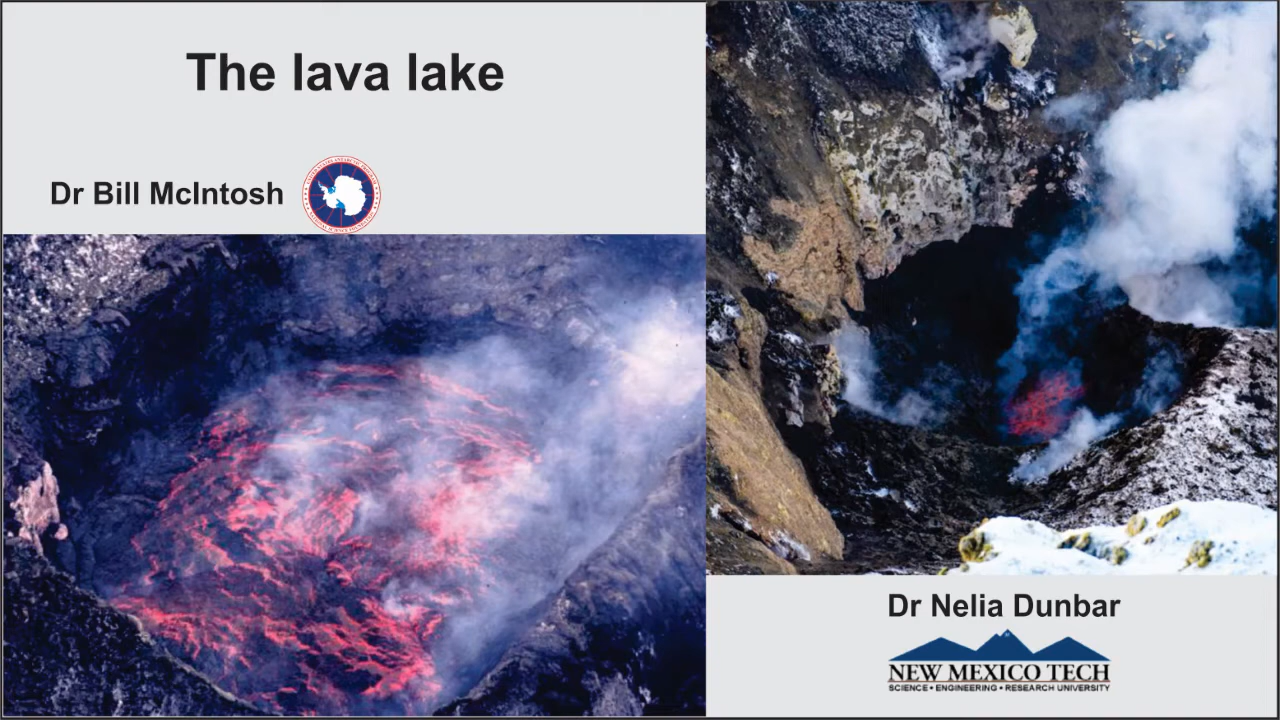 The lava lake
Dr Bill McIntosh
Dr Nelia Dunbar
NEW MEXICO TECH
SCIENCE • ENGINEERING • RESEARCH UNIVERSITY